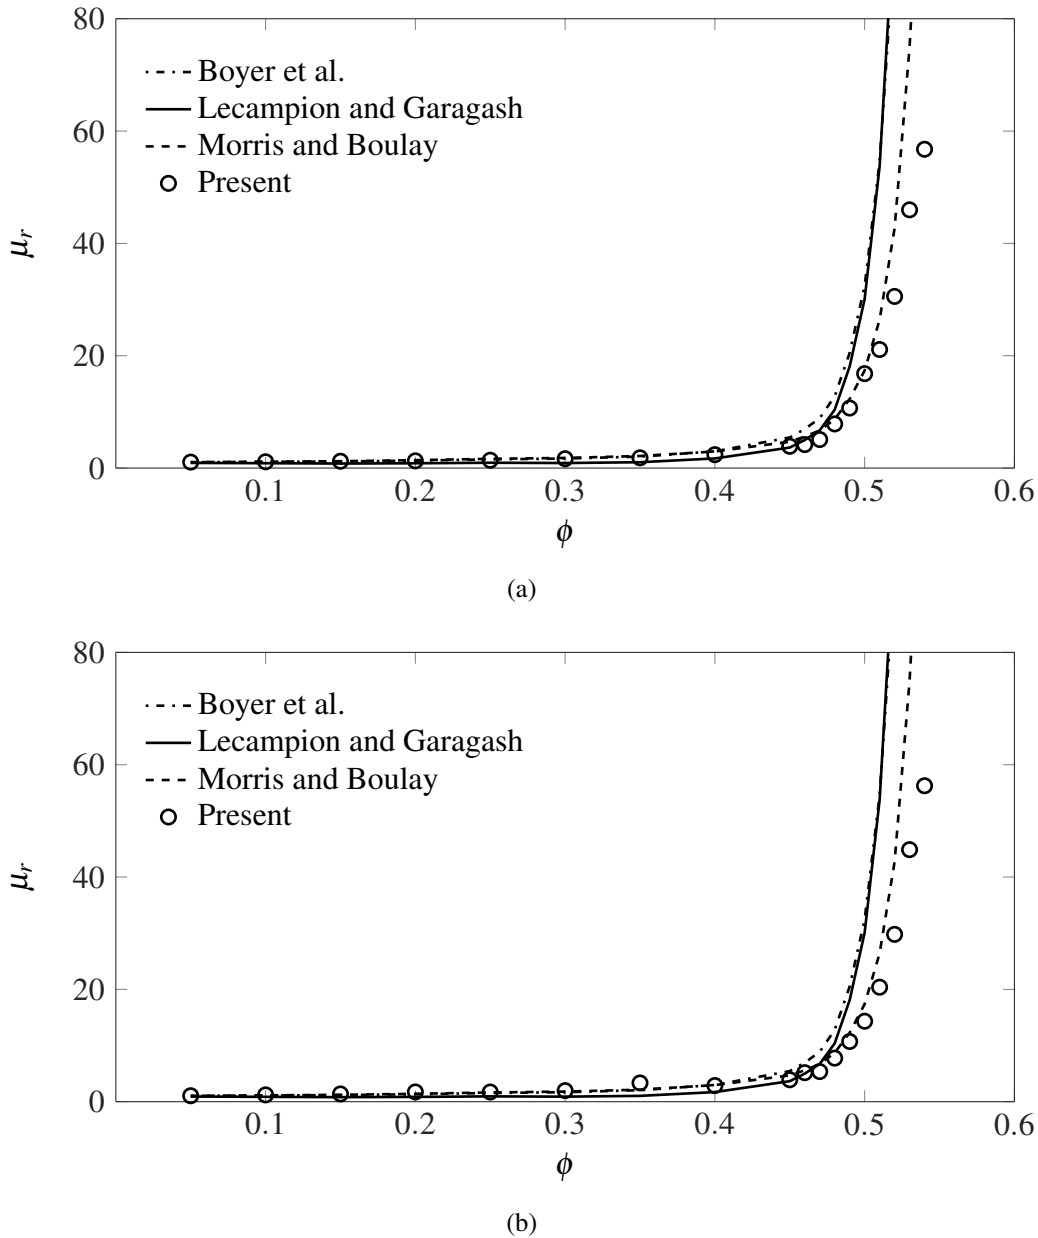 80
Boyer et al.
Lecampion and Garagash
60
Morris and Boulay
Present
μr
40
20
0
0.1 0.2 0.3 0.4 0.5 0.6
ϕ
(a)
80
Boyer et al.
Lecampion and Garagash
60
Morris and Boulay
Present
μr
40
20
0
0.1 0.2 0.3 0.4 0.5 0.6
ϕ
(b)